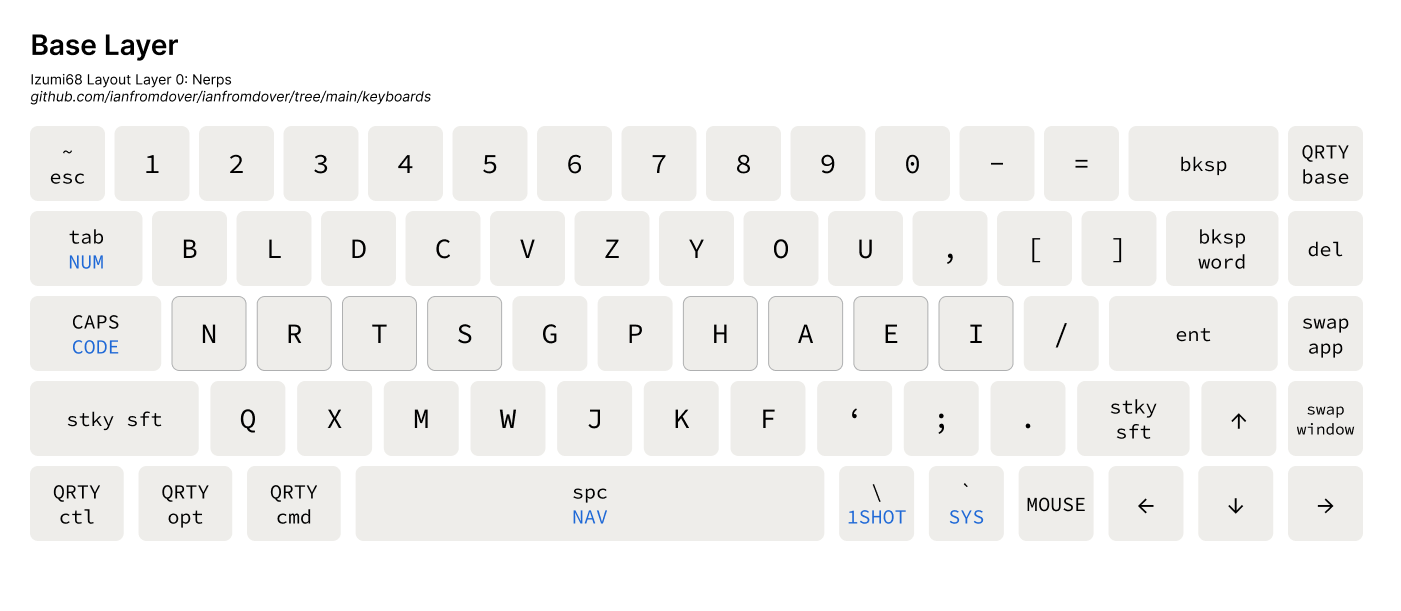 Base Layer
Izumi68 Layout Layer 0: Nerps
github.com/ianfromdover/ianfromdover/tree/main/keyboards
~ esc 1 2 3 4 5 6 7 8 9 0 - = bksp QRTY base
tab NUM B L D C V Z Y O U , [ ] bksp word del
CAPS CODE N R T S G P H A E I / ent swap app
stky sft Q X M W J K F ‘ ; . stky sft ↑ swap window
QRTY ctl QRTY opt QRTY cmd spc NAV \ 1SHOT ` SYS MOUSE ← ↓ →